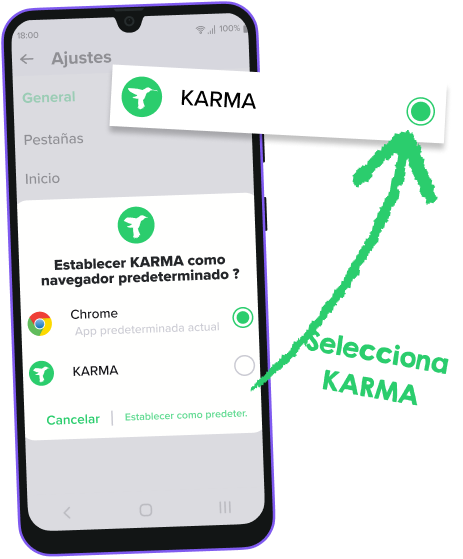 18:00
100%
Ajustes
General
KARMA
Pestañas
Inicio
Establecer KARMA como
navegador predeterminado ?
Chrome
App predeterminada actual
KARMA
Cancelar | Establecer como predeter.
Selecciona
KARMA